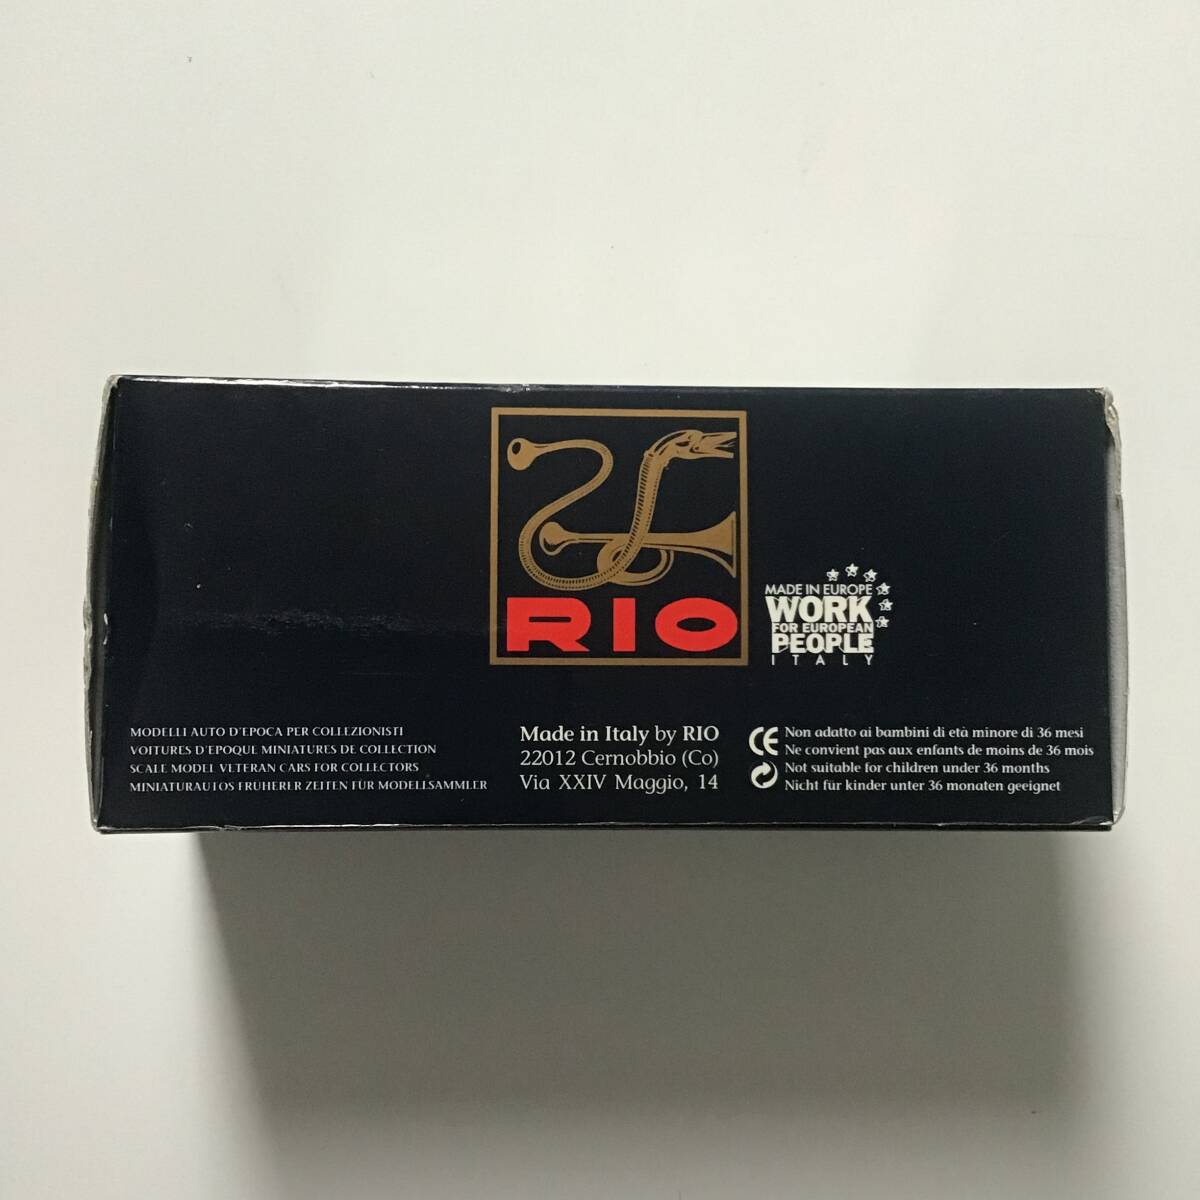 RIO
MADE IN EUROPE
WORK
FOR EUROPEAN
PEOPLE
ITALY
MODELLI AUTO D'EPOCA PER COLLEZIONISTI
VOITURES D'EPOQUE MINIATURES DE COLLECTION
SCALE MODEL VETERAN CARS FOR COLLECTORS
MINIATURAUTOS FRUHERER ZEITEN FÜR MODELLSAMMLER
Made in Italy by RIO
22012 Cernobbio (Co)
Via XXIV Maggio, 14
CE
Non adatto ai bambini di età minore di 36 mesi
Ne convient pas aux enfants de moins de 36 mois
Not suitable for children under 36 months
Nicht für kinder unter 36 monaten geeignet